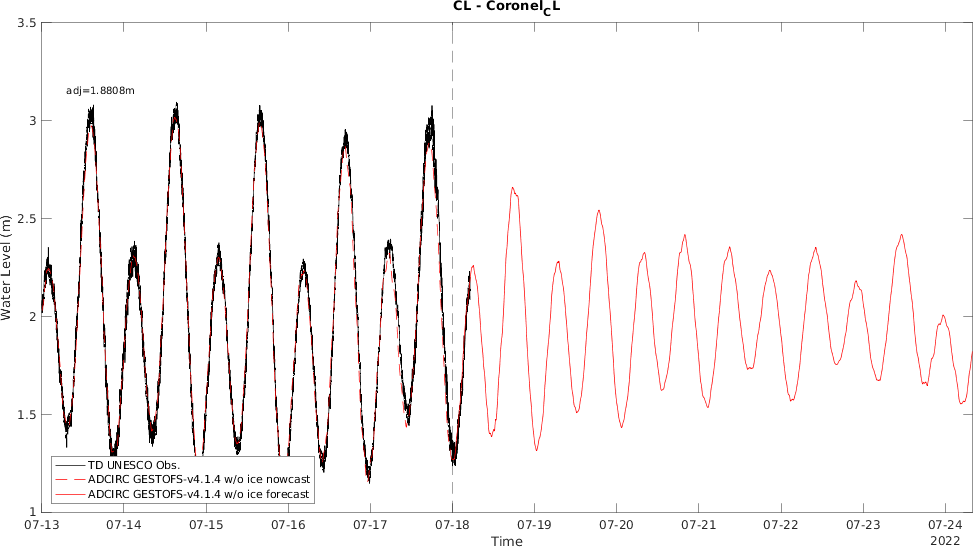 CL - Coronel_CL
3.5
adj=1.8808m
3
2.5
Water Level (m)
2
1.5
TD UNESCO Obs.
ADCIRC GESTOFS-v4.1.4 w/o ice nowcast
ADCIRC GESTOFS-v4.1.4 w/o ice forecast
1
07-13 07-14 07-15 07-16 07-17 07-18 07-19 07-20 07-21 07-22 07-23 07-24
Time
2022